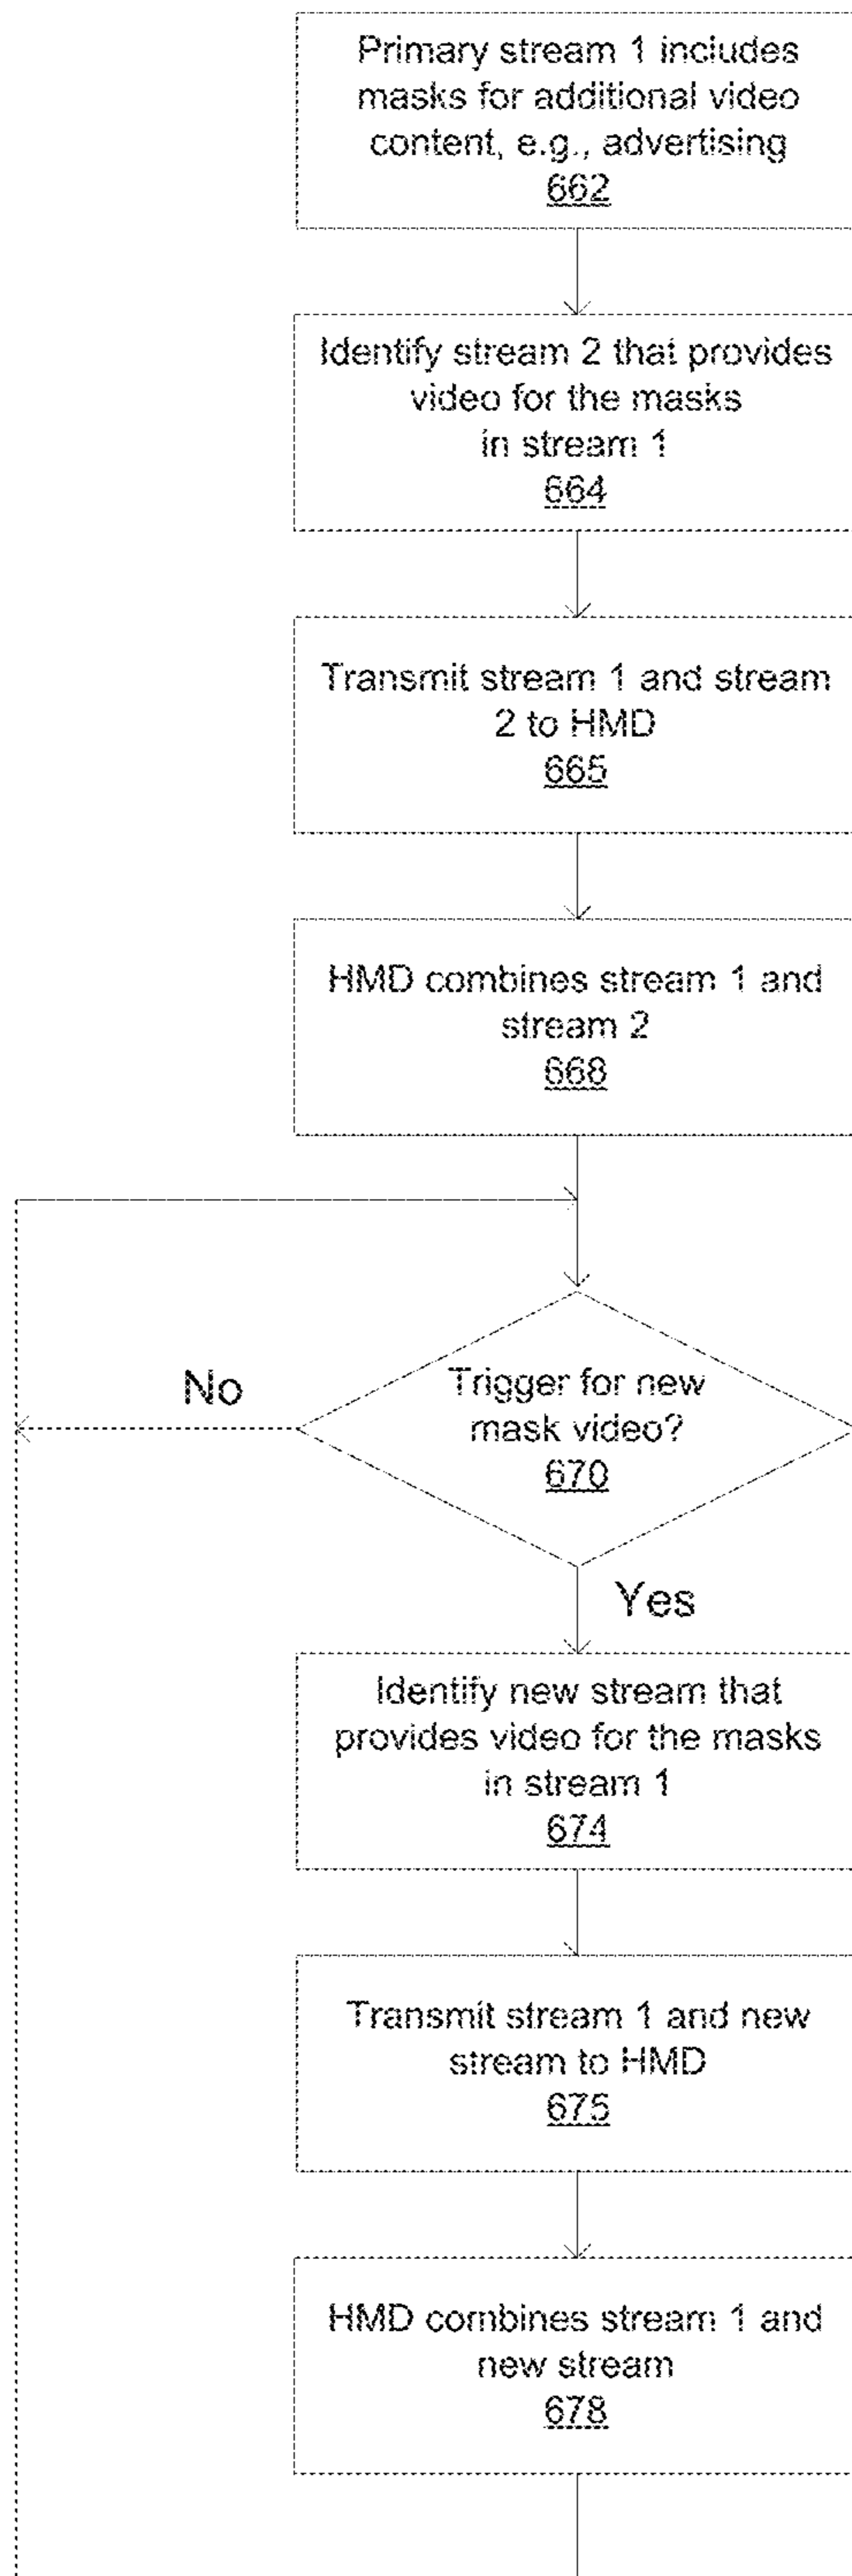 Primary stream 1 includes
masks for additional video
content, e.g., advertising
662
Identify stream 2 that provides
video for the masks
in stream 1
664
Transmit stream 1 and stream
2 to HMD
665
HMD combines stream 1 and
stream 2
668
No
Trigger for new
mask video?
670
Yes
Identify new stream that
provides video for the masks
in stream 1
674
Transmit stream 1 and new
stream to HMD
675
HMD combines stream 1 and
new stream
678